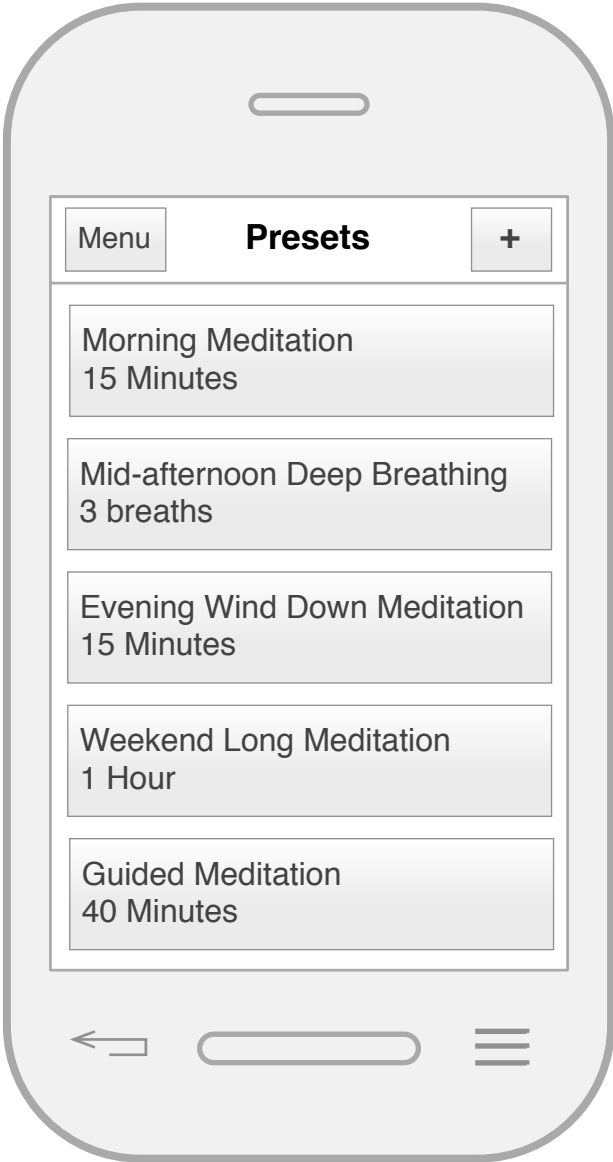 Menu Presets +
Morning Meditation
15 Minutes
Mid-afternoon Deep Breathing
3 breaths
Evening Wind Down Meditation
15 Minutes
Weekend Long Meditation
1 Hour
Guided Meditation
40 Minutes